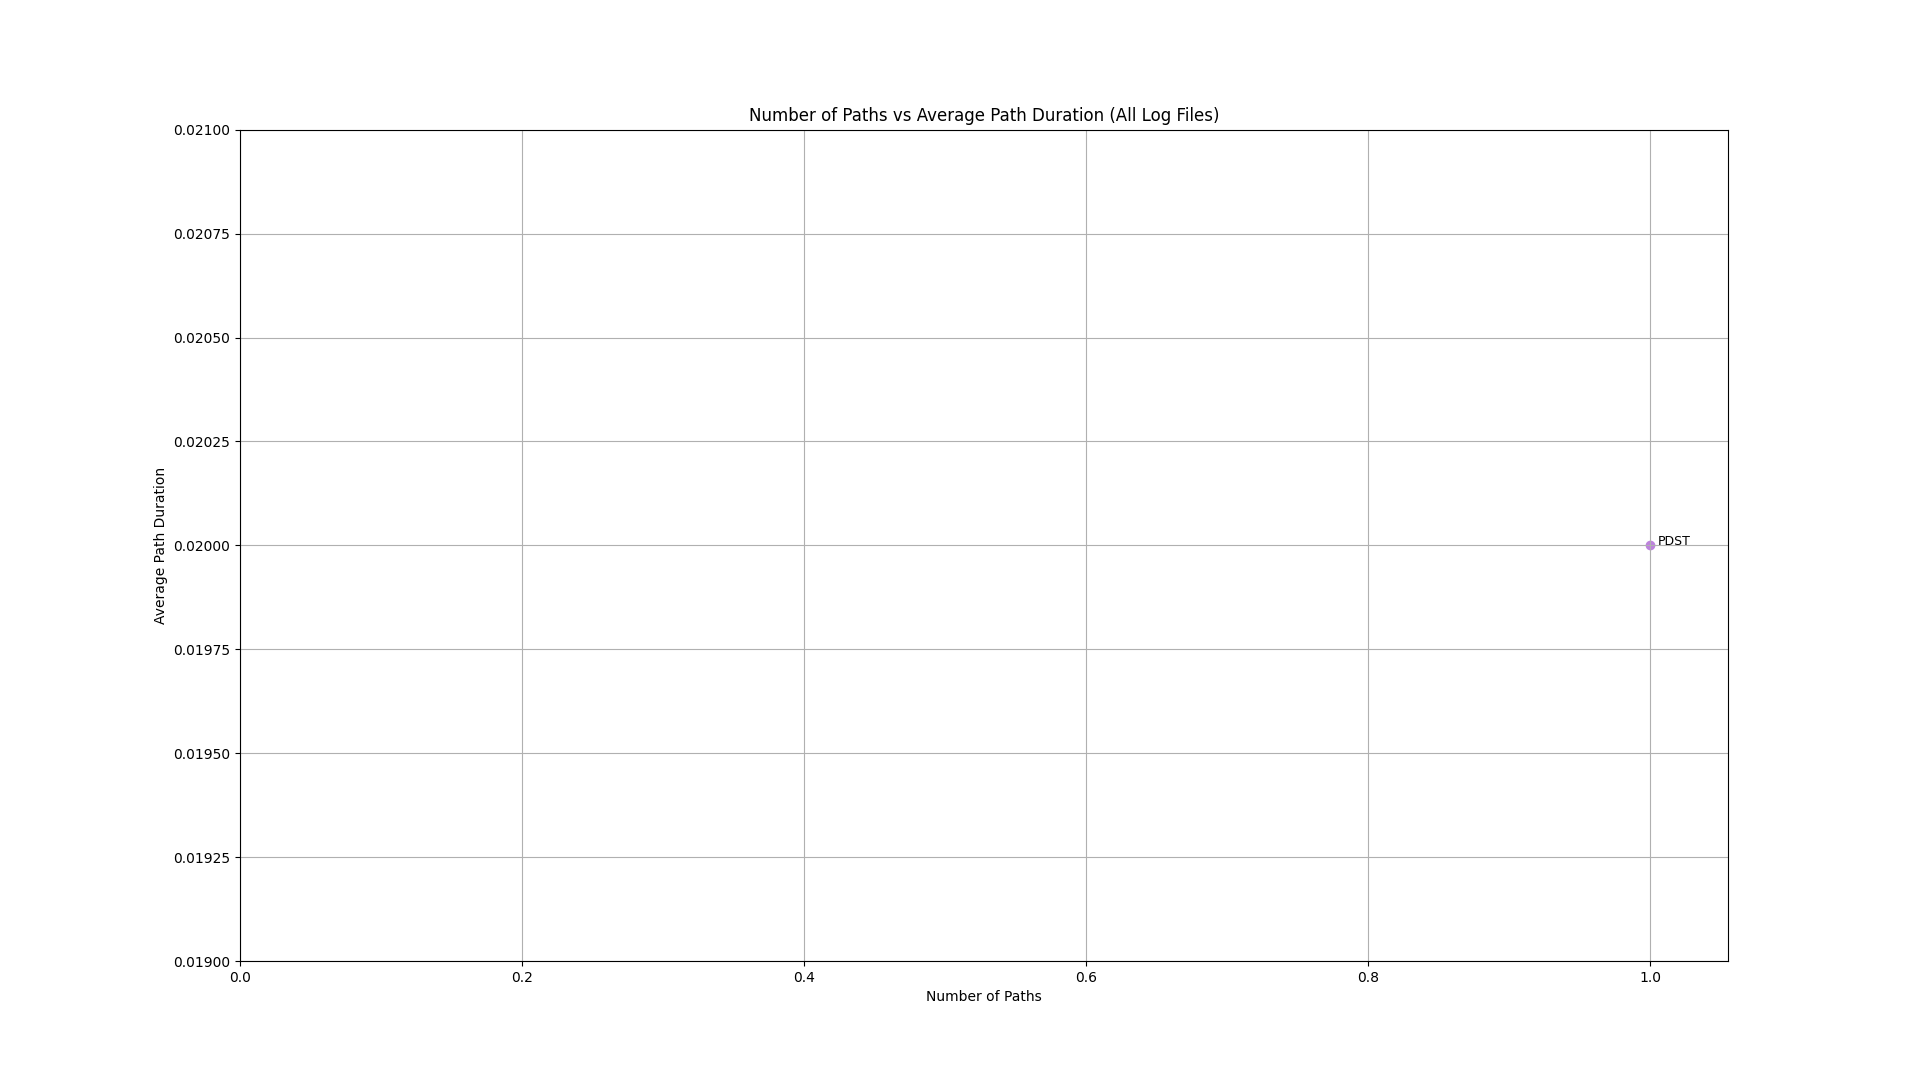 Number of Paths vs Average Path Duration (All Log Files)
0.02100
0.02075
0.02050
0.02025
0.02000
0.01975
0.01950
0.01925
0.01900
Average Path Duration
PDST
0.0 0.2 0.4 0.6 0.8 1.0
Number of Paths